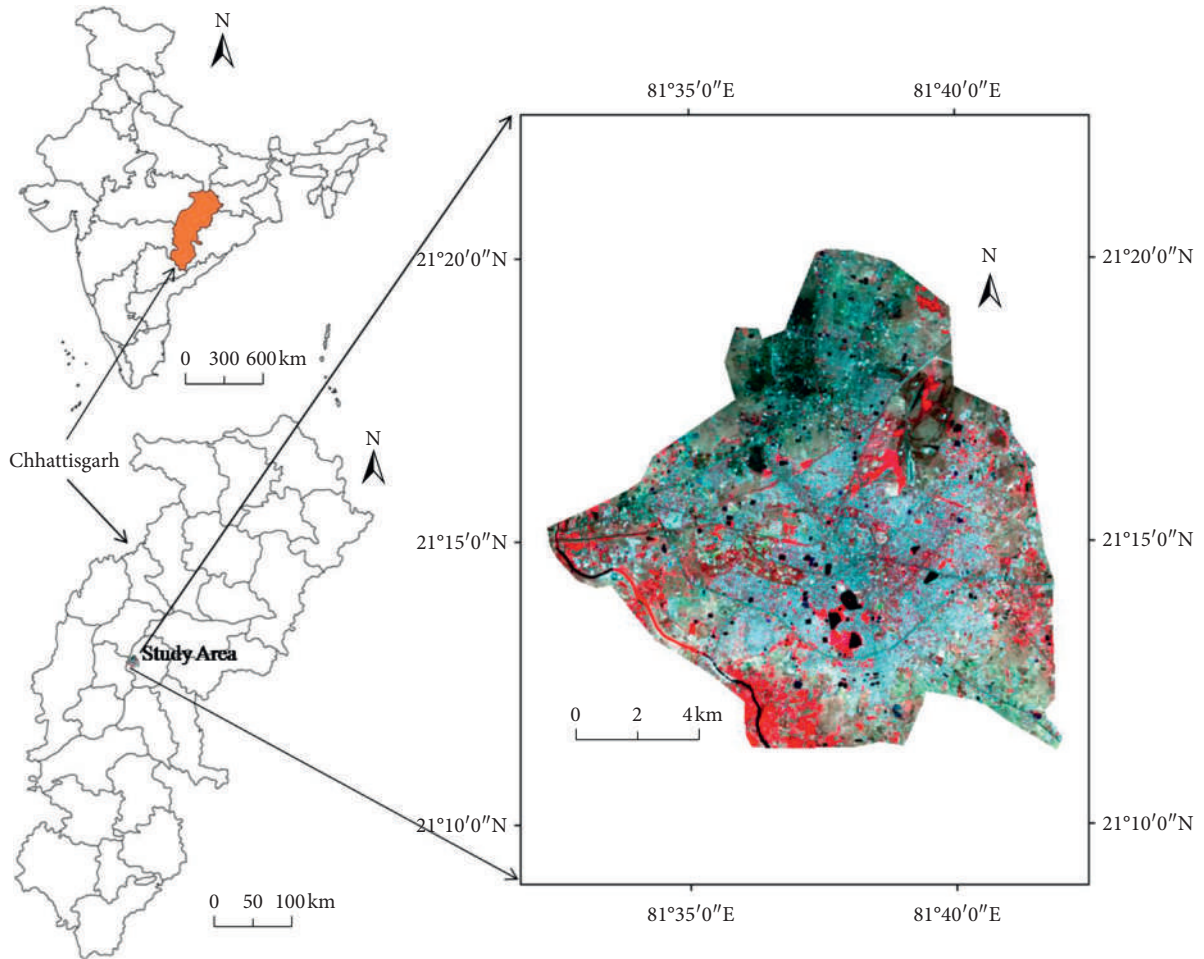 N
0 300 600 km
Chhattisgarh
N
Study Area
0 50 100 km
81°35′0″E 81°40′0″E
21°20′0″N 21°20′0″N
N
21°15′0″N 21°15′0″N
0 2 4 km
21°10′0″N 21°10′0″N
81°35′0″E 81°40′0″E